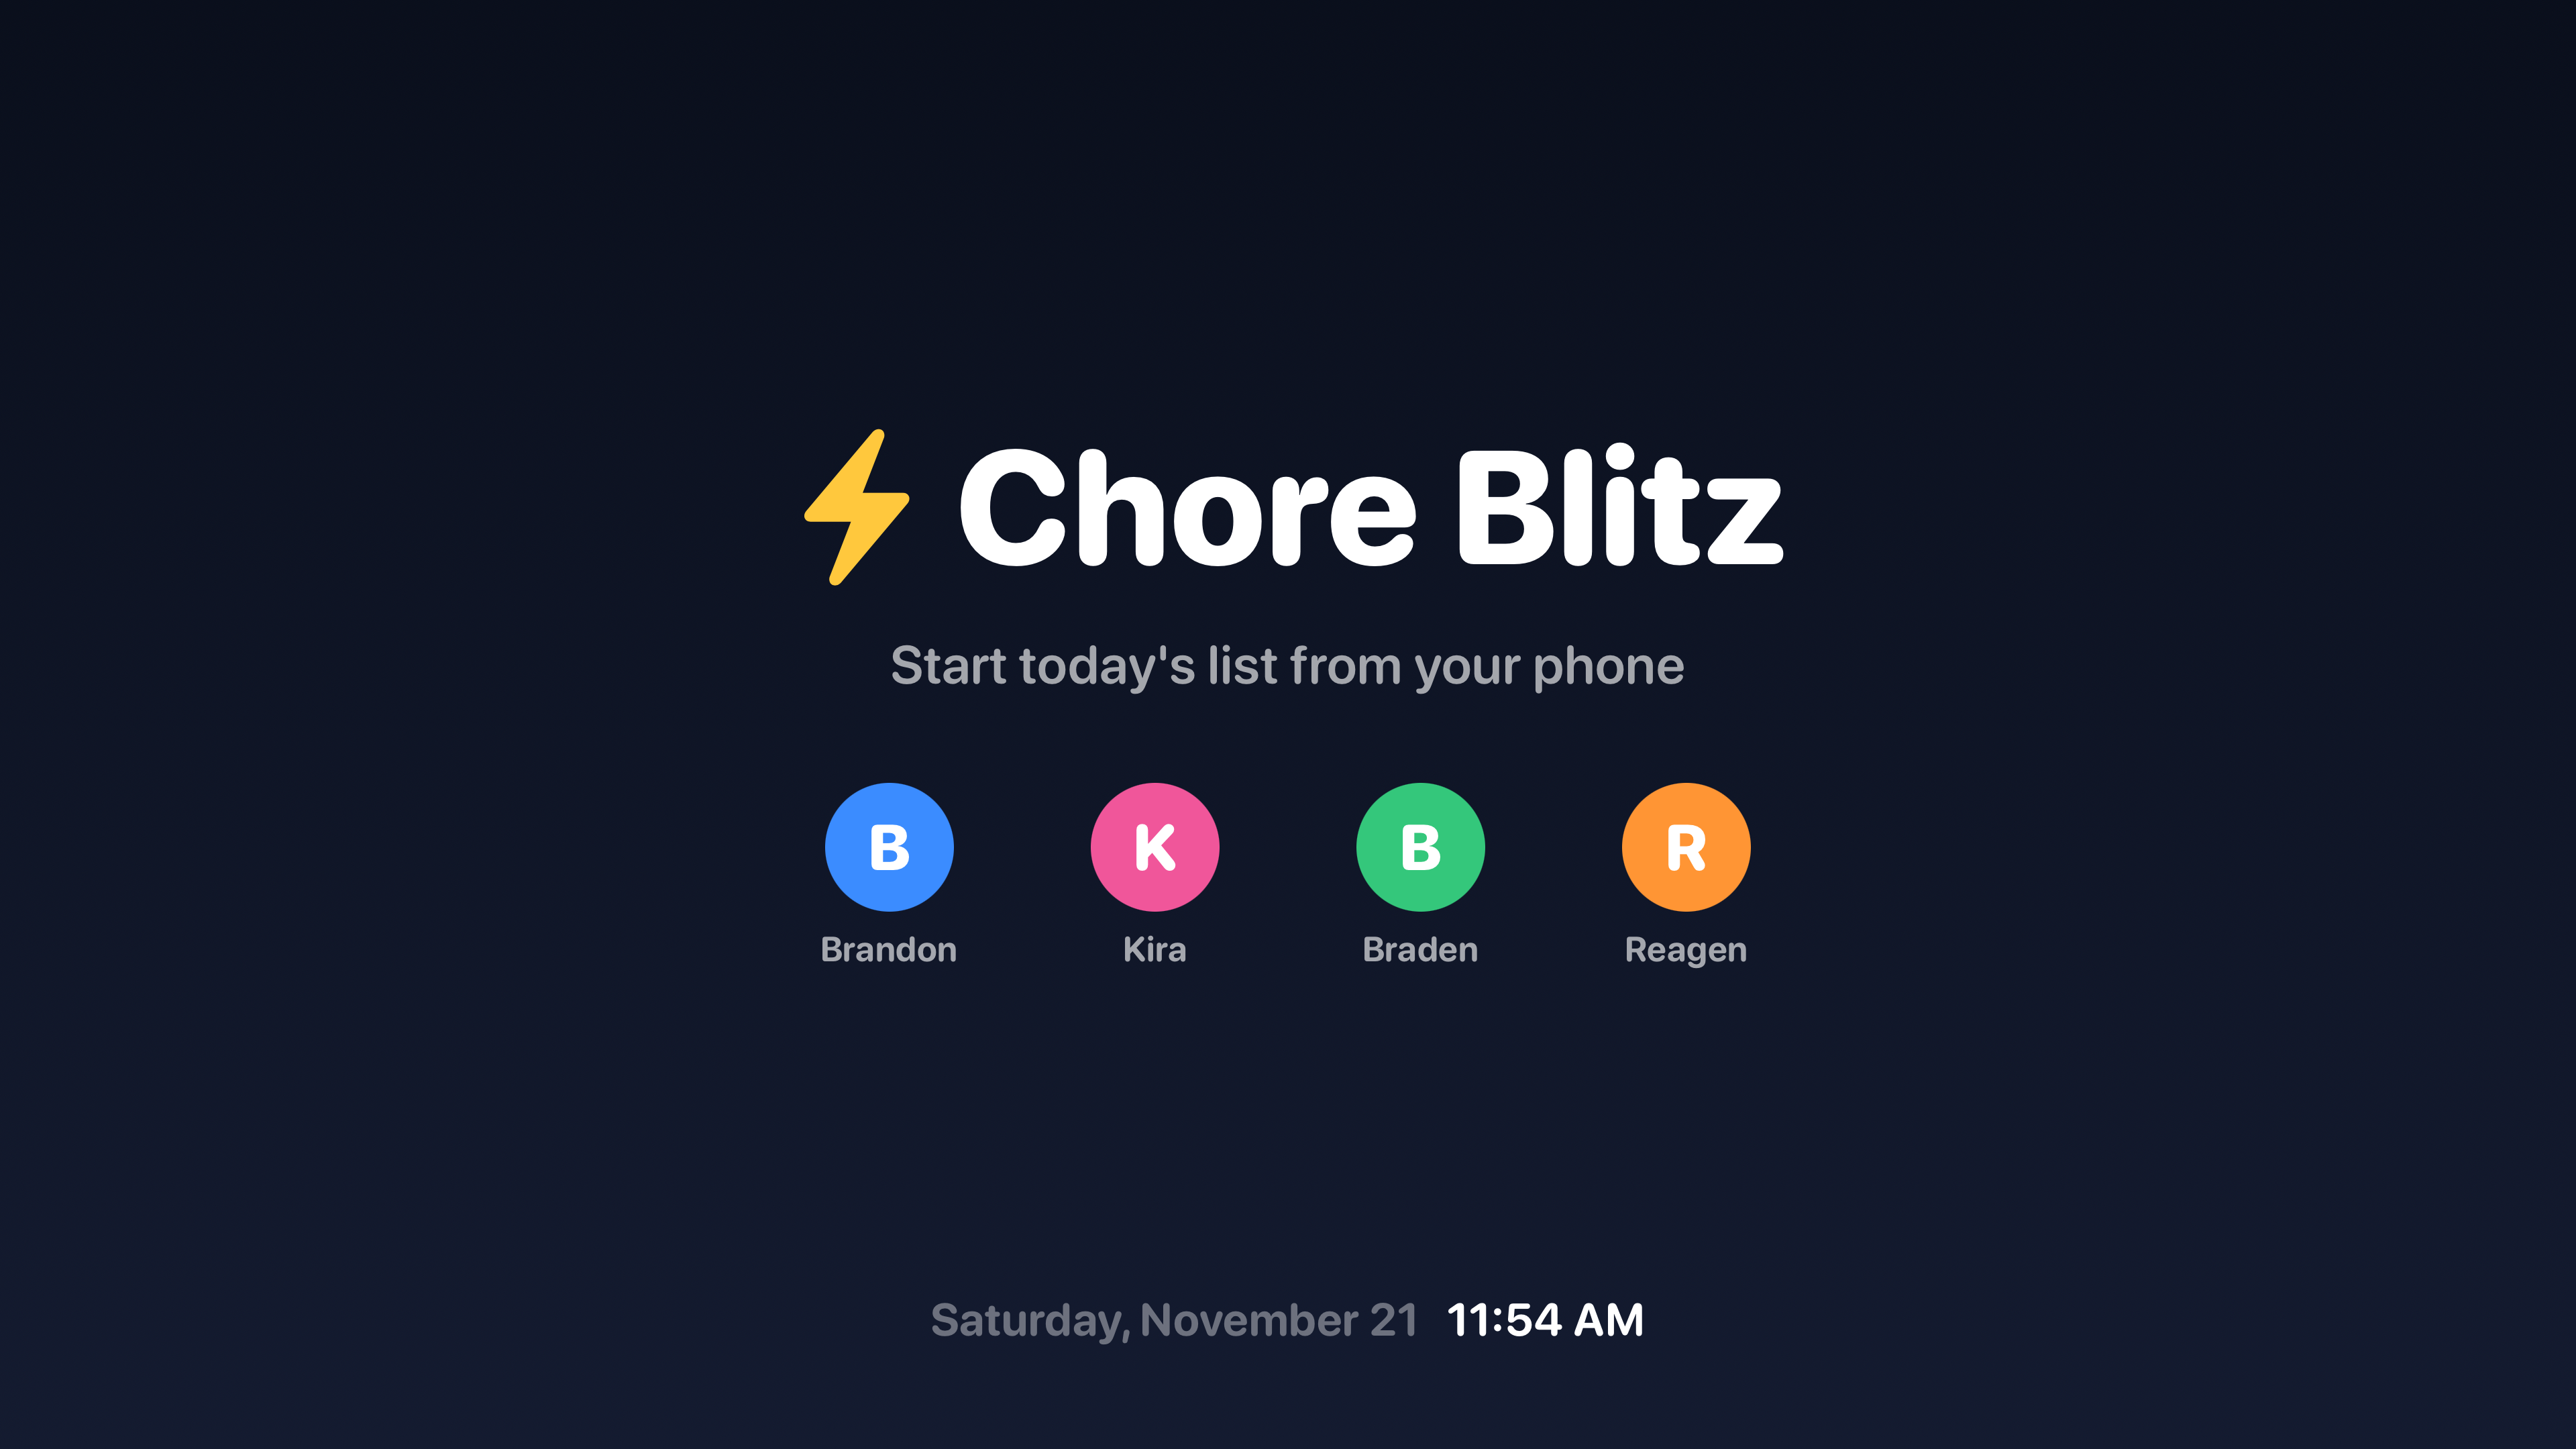 Chore Blitz
Start today's list from your phone
B K B R
Brandon Kira Braden Reagen
Saturday, November 21 11:54 AM